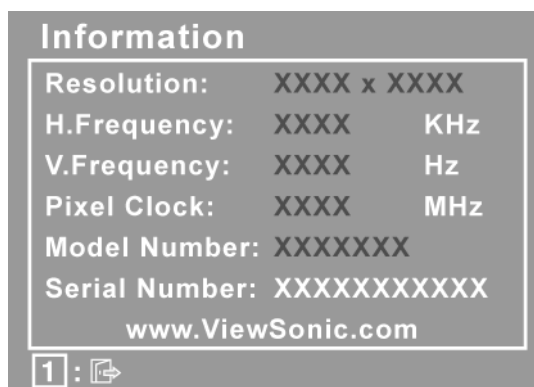 Information
Resolution: XXXX x XXXX
H.Frequency: XXXX KHz
V.Frequency: XXXX Hz
Pixel Clock: XXXX MHz
Model Number: XXXXXXX
Serial Number: XXXXXXXXXXX
www.ViewSonic.com
1 :